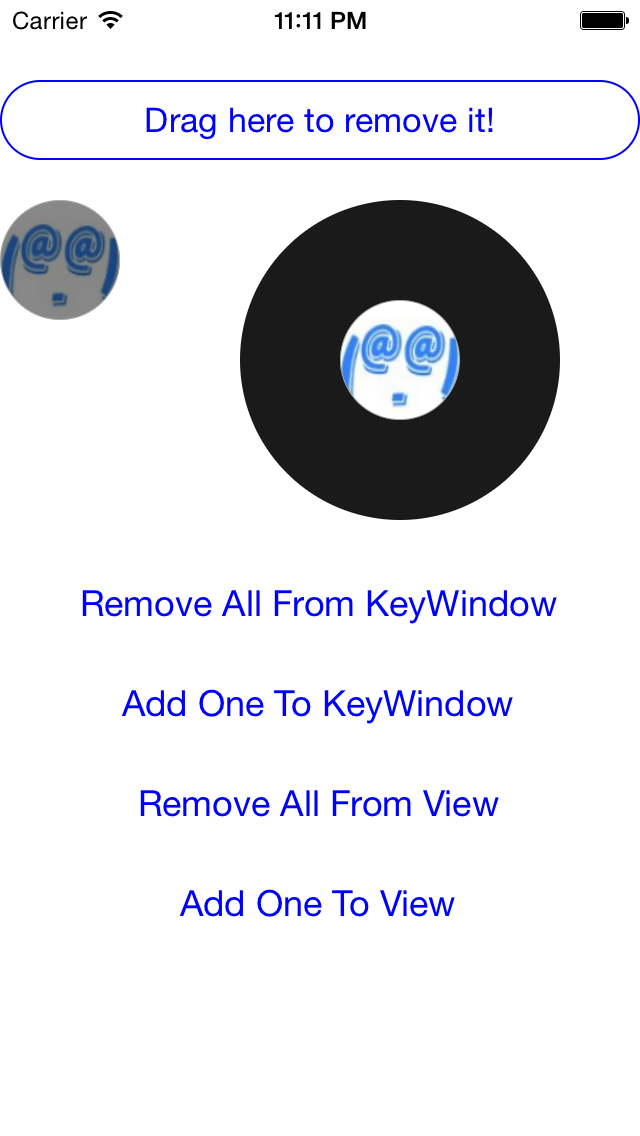 Carrier 11:11 PM
Drag here to remove it!
@@
@@
Remove All From KeyWindow
Add One To KeyWindow
Remove All From View
Add One To View